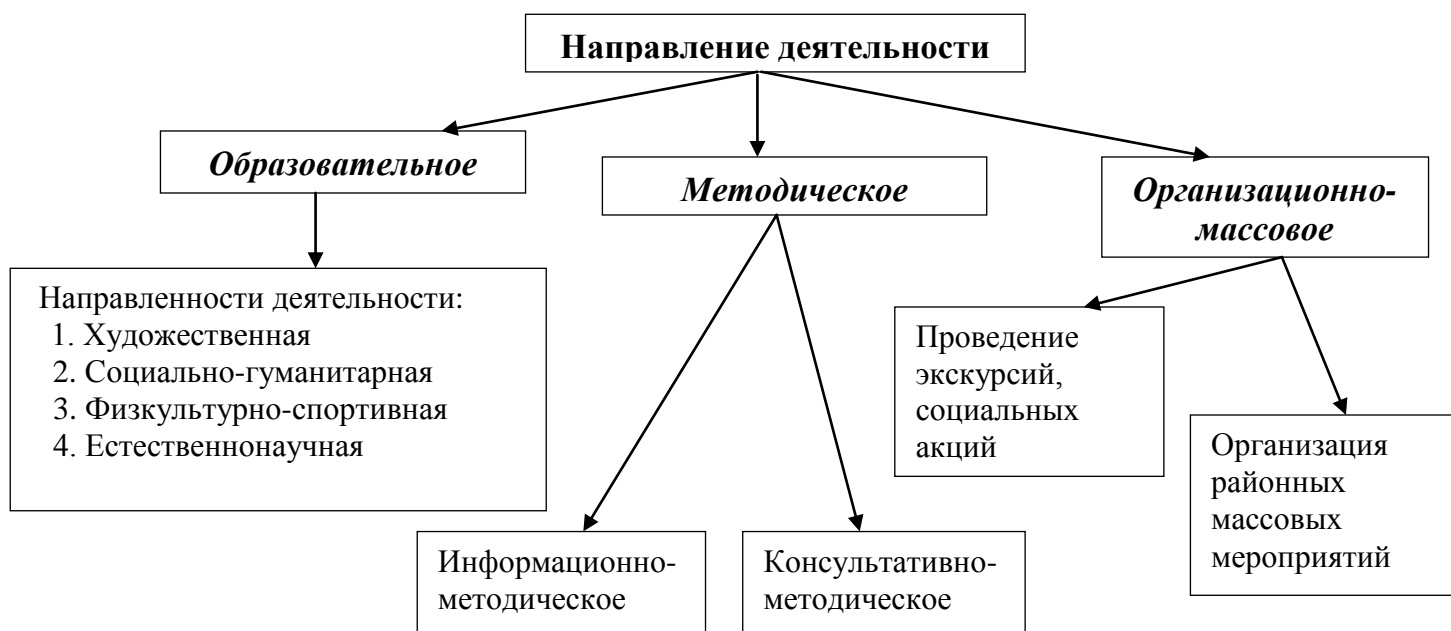 Направление деятельности
Образовательное
Методическое
Организационно-
массовое
Направленности деятельности:
1. Художественная
2. Социально-гуманитарная
3. Физкультурно-спортивная
4. Естественнонаучная
Проведение
экскурсий,
социальных
акций
Организация
районных
массовых
мероприятий
Информационно-
методическое
Консультативно-
методическое